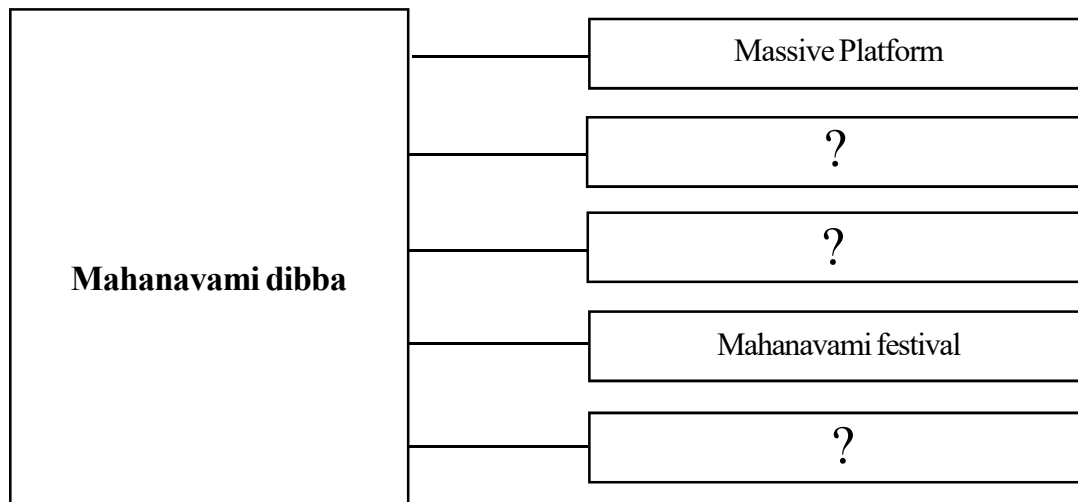 Massive Platform
?
?
Mahanavami dibba
Mahanavami festival
?